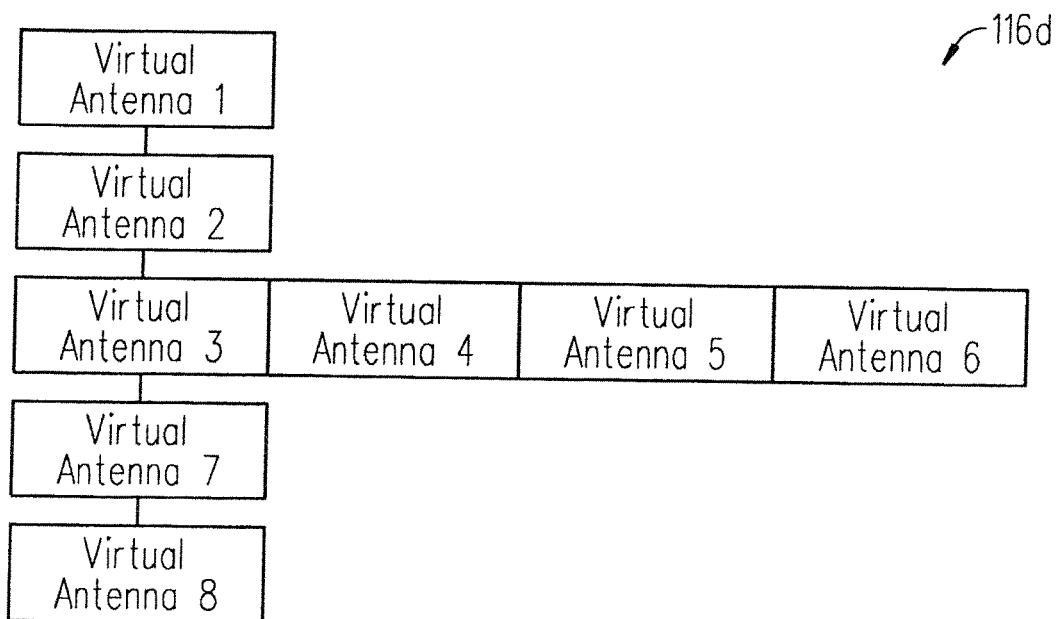 116d
Virtual
Antenna 1
Virtual
Antenna 2
Virtual
Antenna 3
Virtual
Antenna 4
Virtual
Antenna 5
Virtual
Antenna 6
Virtual
Antenna 7
Virtual
Antenna 8